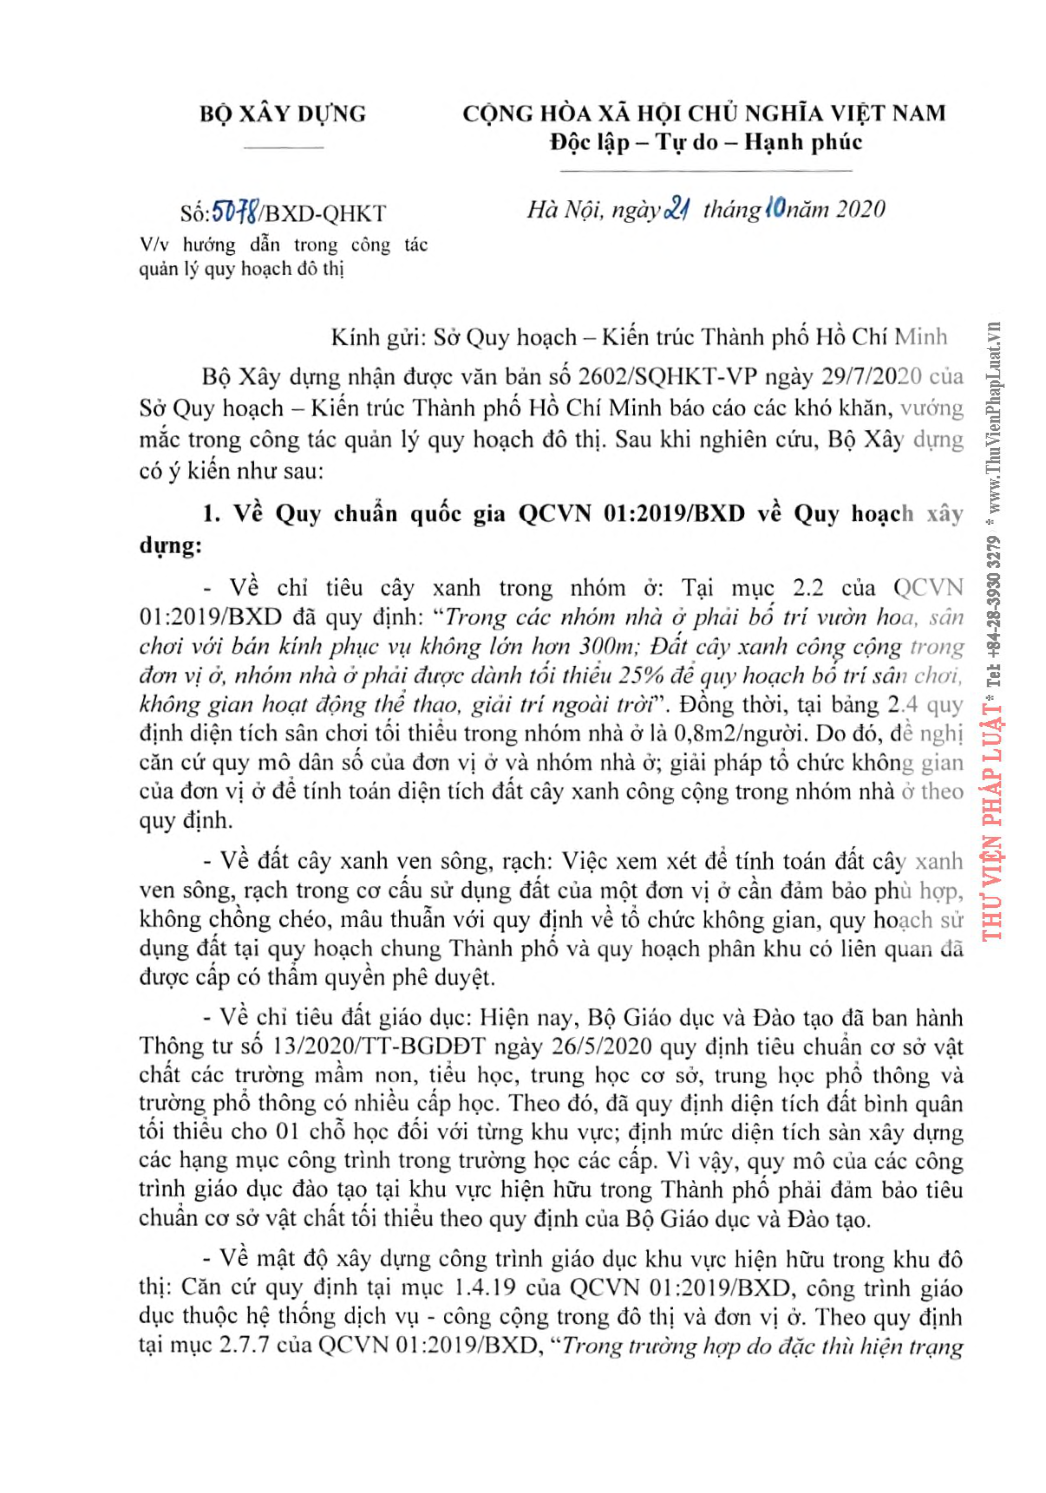 BỘ XÂY DỰNG
CỘNG HÒA XÃ HỘI CHỦ NGHĨA VIỆT NAM
Độc lập – Tự do – Hạnh phúc
Số:5078/BXD-QHKT
Hà Nội, ngày 21 tháng 10 năm 2020
V/v hướng dẫn trong công tác
quản lý quy hoạch đô thị
Kính gửi: Sở Quy hoạch – Kiến trúc Thành phố Hồ Chí Minh
Bộ Xây dựng nhận được văn bản số 2602/SQHKT-VP ngày 29/7/2020 của
Sở Quy hoạch – Kiến trúc Thành phố Hồ Chí Minh báo cáo các khó khăn, vướng
mắc trong công tác quản lý quy hoạch đô thị. Sau khi nghiên cứu, Bộ Xây dựng
có ý kiến như sau:
1. Về Quy chuẩn quốc gia QCVN 01:2019/BXD về Quy hoạch xây
dựng:
- Về chỉ tiêu cây xanh trong nhóm ở: Tại mục 2.2 của QCVN
01:2019/BXD đã quy định: “Trong các nhóm nhà ở phải bố trí vườn hoa, sân
chơi với bán kính phục vụ không lớn hơn 300m; Đất cây xanh công cộng trong
đơn vị ở, nhóm nhà ở phải được dành tối thiểu 25% để quy hoạch bố trí sân chơi,
không gian hoạt động thể thao, giải trí ngoài trời”. Đồng thời, tại bảng 2.4 quy
định diện tích sân chơi tối thiểu trong nhóm nhà ở là 0,8m2/người. Do đó, đề nghị
căn cứ quy mô dân số của đơn vị ở và nhóm nhà ở; giải pháp tổ chức không gian
của đơn vị ở để tính toán diện tích đất cây xanh công cộng trong nhóm nhà ở theo
quy định.
- Về đất cây xanh ven sông, rạch: Việc xem xét để tính toán đất cây xanh
ven sông, rạch trong cơ cấu sử dụng đất của một đơn vị ở cần đảm bảo phù hợp,
không chồng chéo, mâu thuẫn với quy định về tổ chức không gian, quy hoạch sử
dụng đất tại quy hoạch chung Thành phố và quy hoạch phân khu có liên quan đã
được cấp có thẩm quyền phê duyệt.
- Về chỉ tiêu đất giáo dục: Hiện nay, Bộ Giáo dục và Đào tạo đã ban hành
Thông tư số 13/2020/TT-BGDĐT ngày 26/5/2020 quy định tiêu chuẩn cơ sở vật
chất các trường mầm non, tiểu học, trung học cơ sở, trung học phổ thông và
trường phổ thông có nhiều cấp học. Theo đó, đã quy định diện tích đất bình quân
tối thiểu cho 01 chỗ học đối với từng khu vực; định mức diện tích sàn xây dựng
các hạng mục công trình trong trường học các cấp. Vì vậy, quy mô của các công
trình giáo dục đào tạo tại khu vực hiện hữu trong Thành phố phải đảm bảo tiêu
chuẩn cơ sở vật chất tối thiểu theo quy định của Bộ Giáo dục và Đào tạo.
- Về mật độ xây dựng công trình giáo dục khu vực hiện hữu trong khu đô
thị: Căn cứ quy định tại mục 1.4.19 của QCVN 01:2019/BXD, công trình giáo
dục thuộc hệ thống dịch vụ - công cộng trong đô thị và đơn vị ở. Theo quy định
tại mục 2.7.7 của QCVN 01:2019/BXD, “Trong trường hợp do đặc thù hiện trạng
THƯ VIỆN PHÁP LUẬT * Tel: +84-28-3930 3279 * www.ThuVienPhapLuat.vn